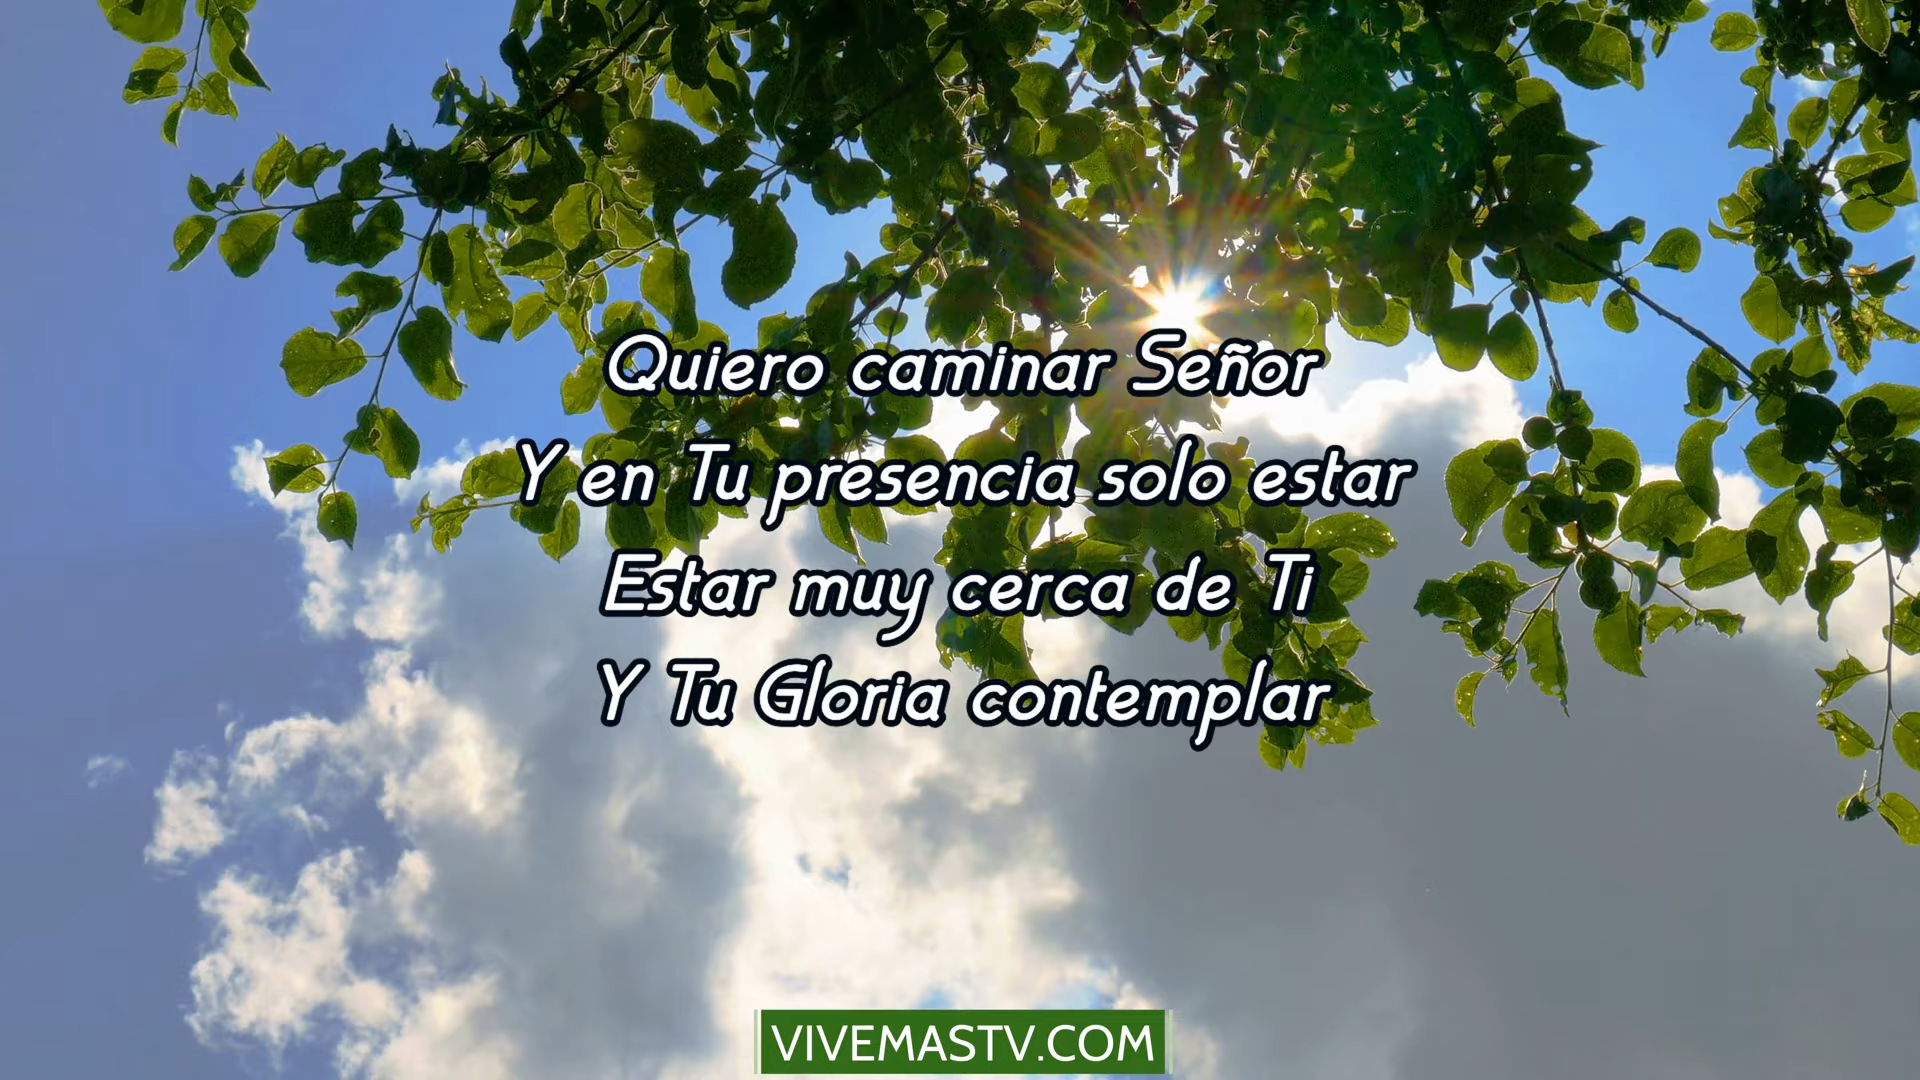 Quiero caminar Señor
Y en Tu presencia solo estar
Estar muy cerca de Ti
Y Tu Gloria contemplar
VIVEMASTV.COM